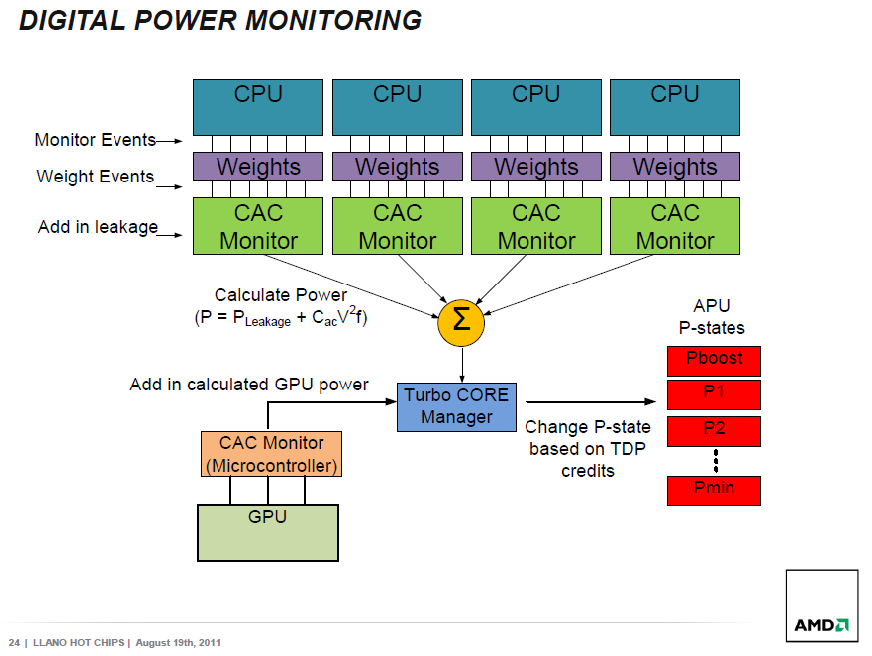 DIGITAL POWER MONITORING
CPU
CPU
CPU
CPU
Monitor Events
Weight Events
Weights
Weights
Weights
Weights
Add in leakage
CAC
Monitor
CAC
Monitor
CAC
Monitor
CAC
Monitor
Calculate Power
(P = PLeakage + CacV2f)
Σ
APU
P-states
Pboost
P1
P2
Pmin
Add in calculated GPU power
Turbo CORE
Manager
Change P-state
based on TDP
credits
CAC Monitor
(Microcontroller)
GPU
AMD
24 | LLANO HOT CHIPS | August 19th, 2011